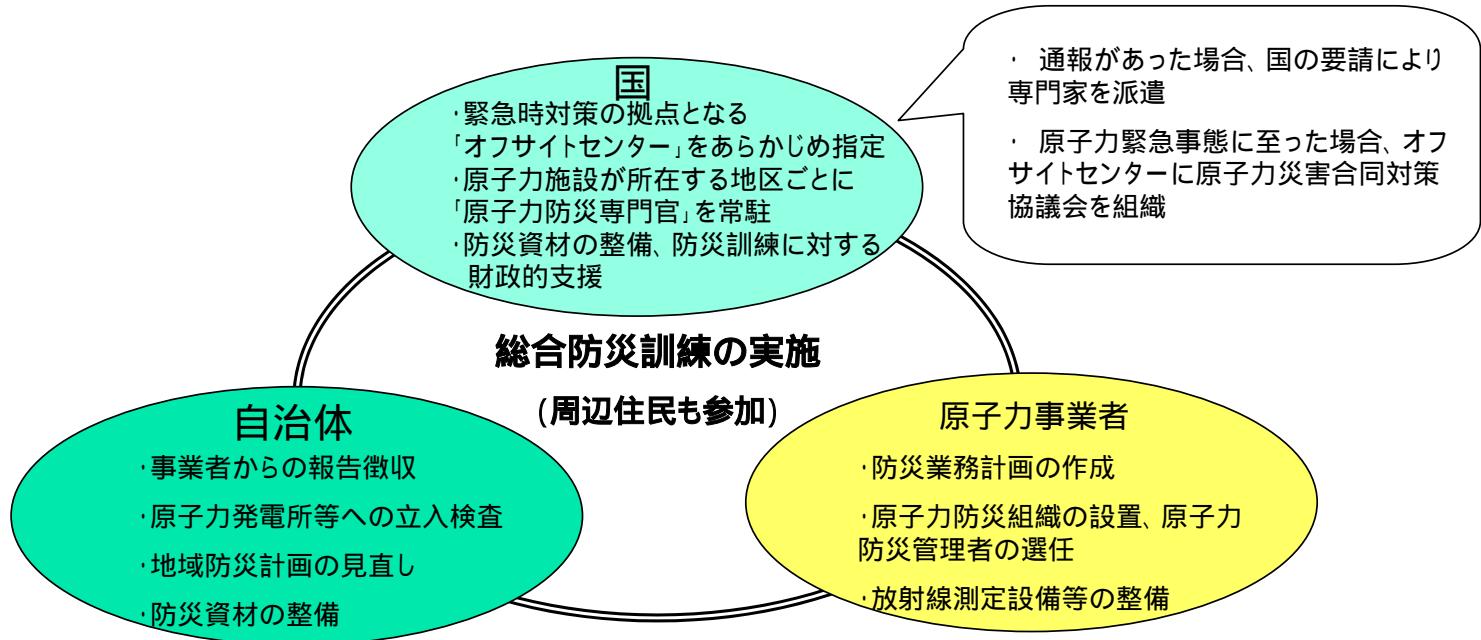 国
·緊急時対策の拠点となる
「オフサイトセンター」をあらかじめ指定
·原子力施設が所在する地区ごとに
「原子力防災専門官」を常駐
·防災資材の整備、防災訓練に対する
財政的支援
· 通報があった場合、国の要請により
専門家を派遣
· 原子力緊急事態に至った場合、オフ
サイトセンターに原子力災害合同対策
協議会を組織
総合防災訓練の実施
(周辺住民も参加)
自治体
·事業者からの報告徴収
·原子力発電所等への立入検査
·地域防災計画の見直し
·防災資材の整備
原子力事業者
·防災業務計画の作成
·原子力防災組織の設置、原子力
防災管理者の選任
·放射線測定設備等の整備